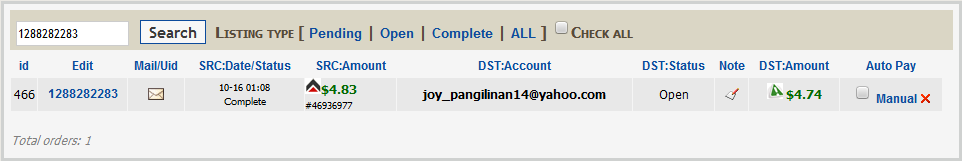 1288282283 Search Listing type [ Pending | Open | Complete | ALL ] Check all
id Edit Mail/Uid SRC:Date/Status SRC:Amount DST:Account DST:Status Note DST:Amount Auto Pay
466 1288282283 10-16 01:08 $4.83 joy_pangilinan14@yahoo.com Open $4.74 Manual
Complete #46936977
Total orders: 1